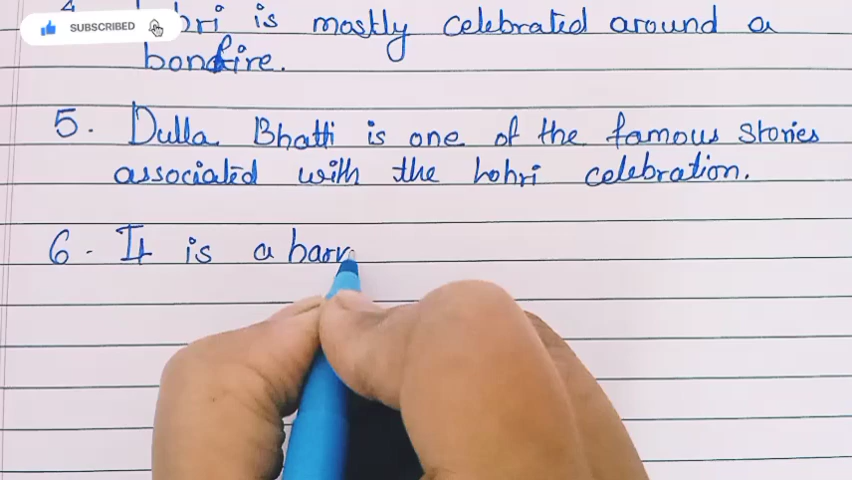 SUBSCRIBED
is mostly celebrated around a
bonfire.
5. Dulla Bhatti is one of the famous stories
associated with the Lohri celebration.
6. It is a harv